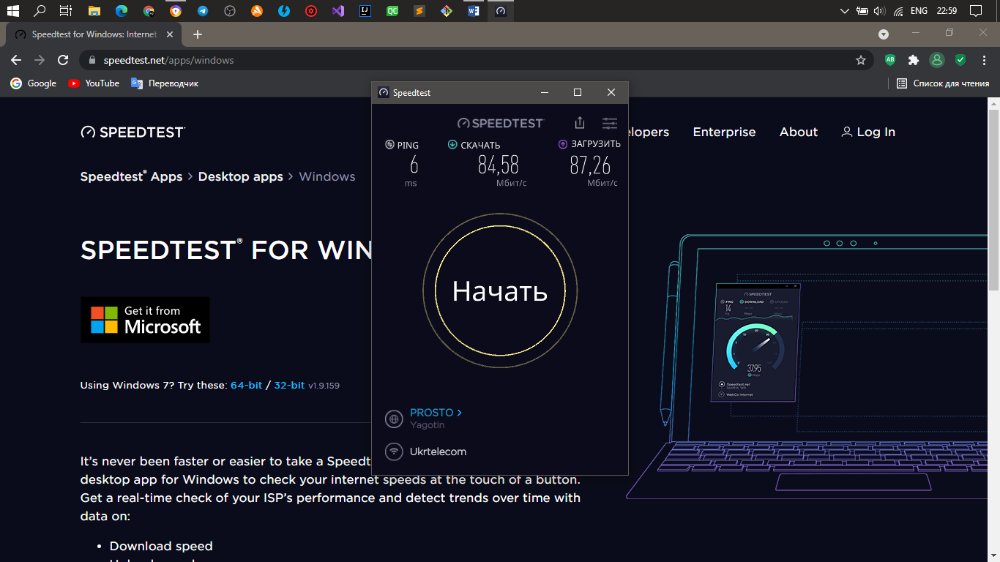 ENG 22:59
Speedtest for Windows: Internet
speedtest.net/apps/windows
Google YouTube Переводчик Список для чтения
SPEEDTEST
elopers Enterprise About Log In
Speedtest® Apps > Desktop apps > Windows
SPEEDTEST® FOR WIN
Get it from
Microsoft
Using Windows 7? Try these: 64-bit / 32-bit v1.9.159
It's never been faster or easier to take a Speedt
desktop app for Windows to check your internet speeds at the touch of a button.
Get a real-time check of your ISP's performance and detect trends over time with
data on:
• Download speed
Speedtest
SPEEDTEST
PING СКАЧАТЬ ЗАГРУЗИТЬ
6 84,58 87,26
ms Мбит/с Мбит/с
Начать
PROSTO >
Yagotin
Ukrtelecom
SPEEDTEST
PING DOWNLOAD UPLOAD
14
37.95
Mbps
Speedtest.net
Seattle, WA
WebCo Internet